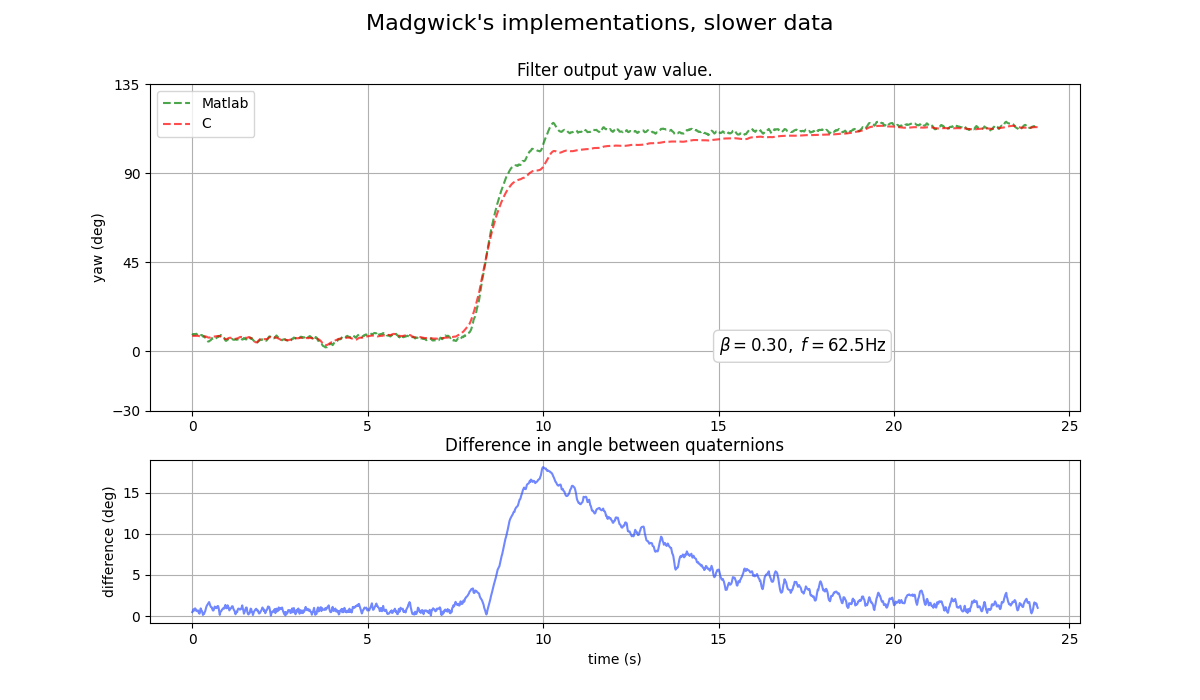 Madgwick's implementations, slower data
Filter output yaw value.
135
90
45
0
−30
yaw (deg)
Matlab
C
β = 0.30, f = 62.5Hz
0 5 10 15 20 25
Difference in angle between quaternions
15
10
5
0
difference (deg)
0 5 10 15 20 25
time (s)